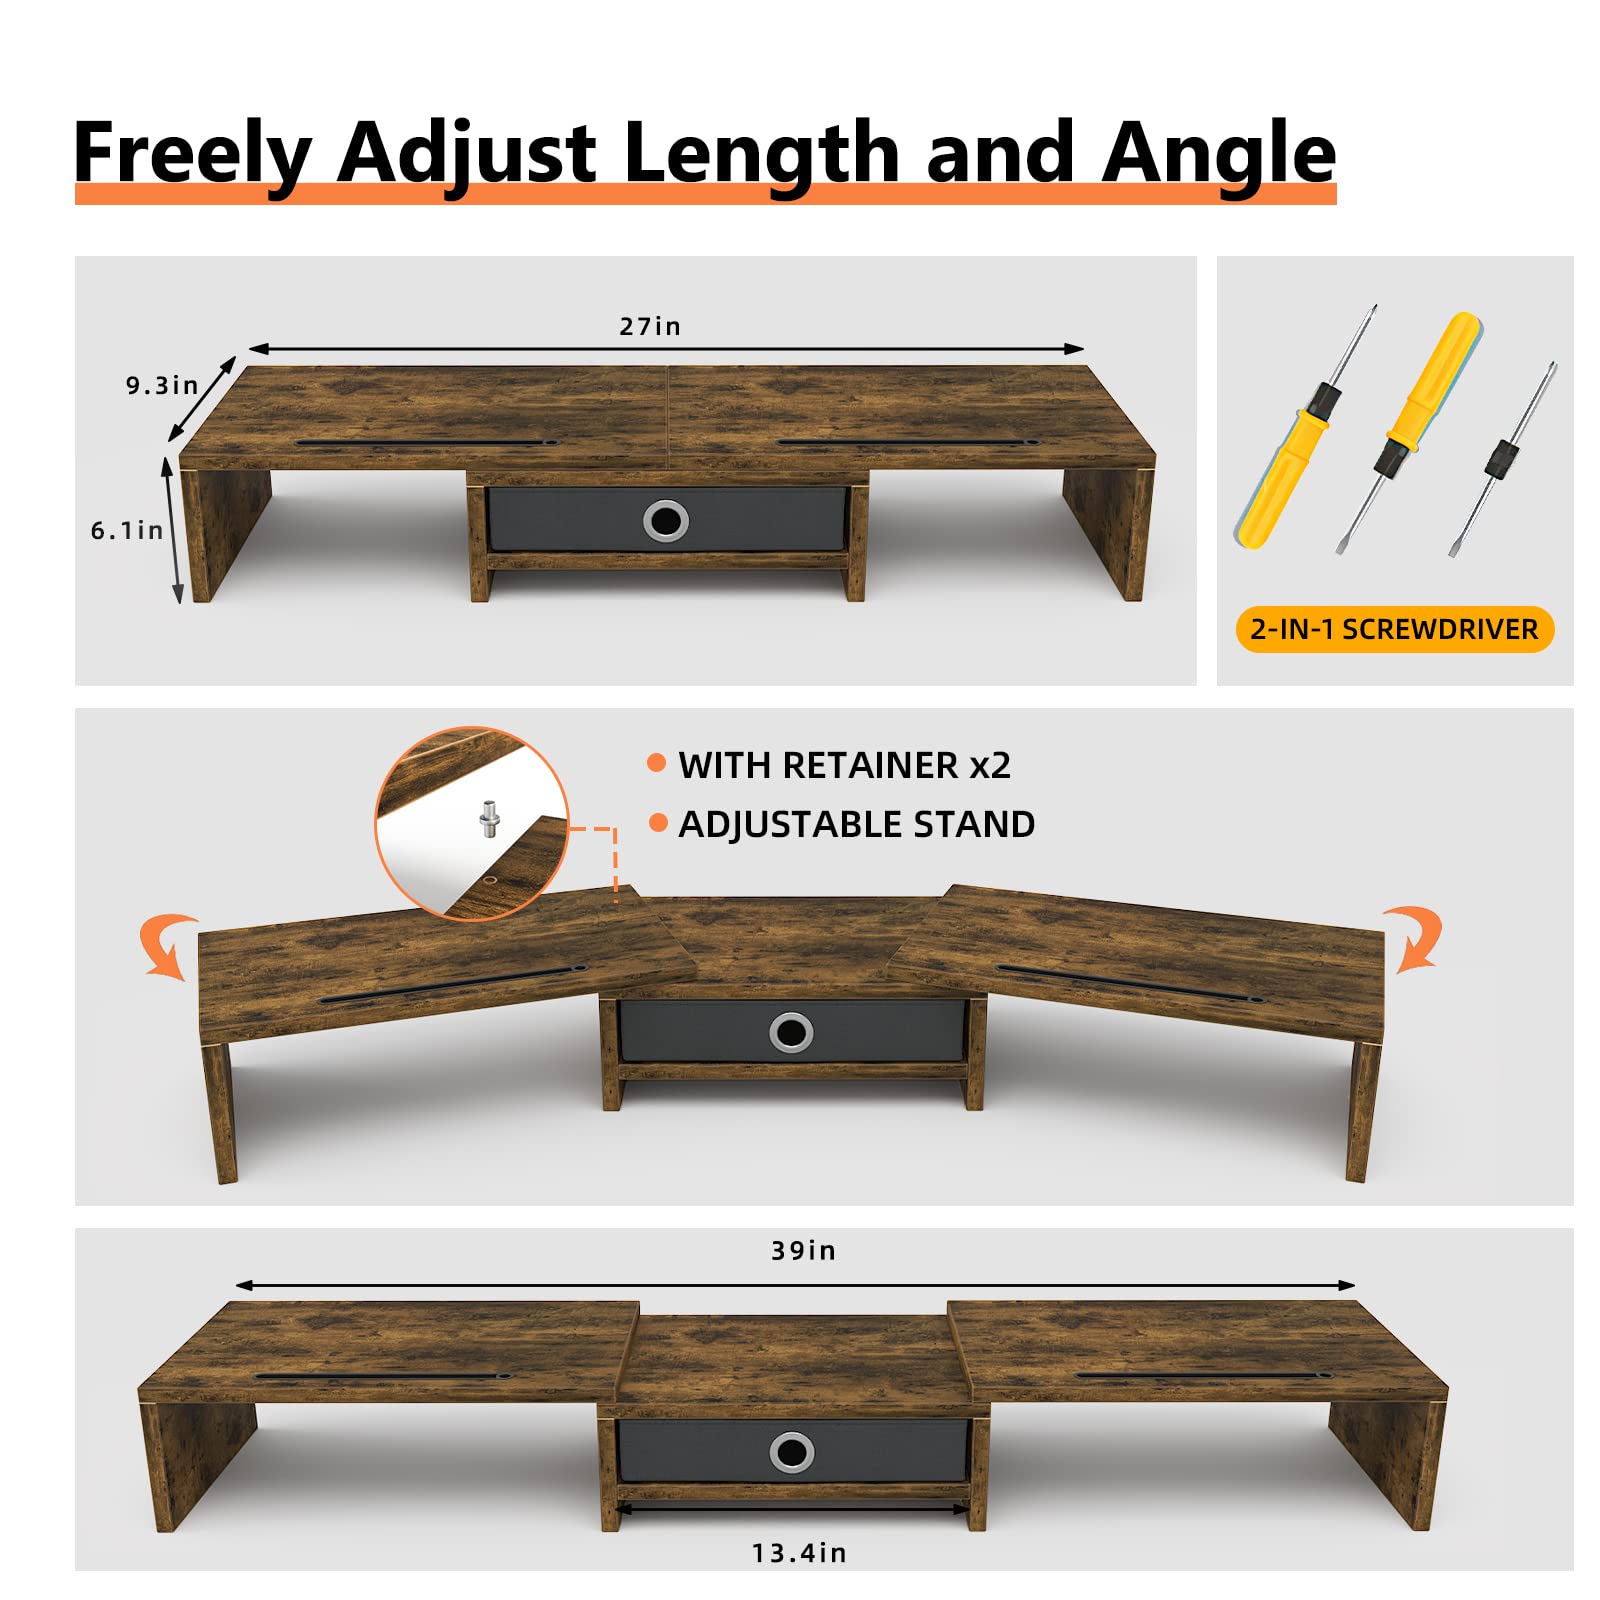 Freely Adjust Length and Angle
27in
9.3in
6.1in
2-IN-1 SCREWDRIVER
WITH RETAINER x2
ADJUSTABLE STAND
39in
13.4in